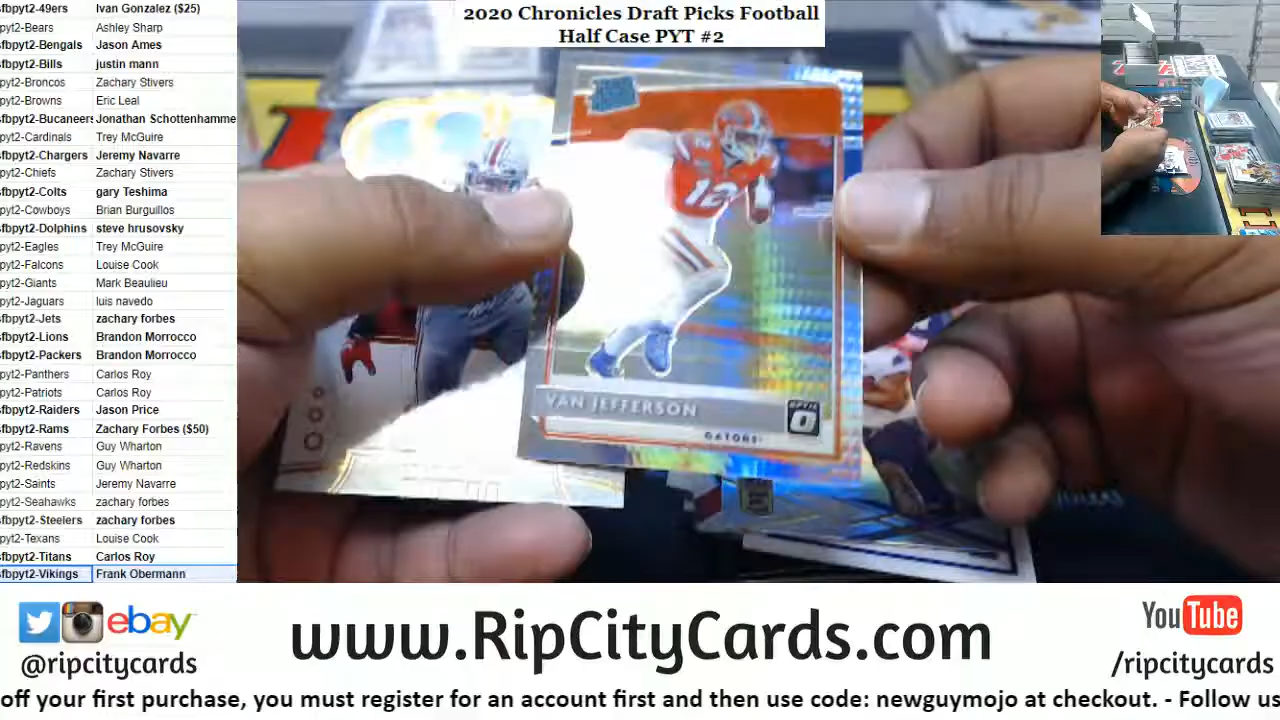 2020 Chronicles Draft Picks Football
Half Case PYT #2
fbpyt2-49ers Ivan Gonzalez ($25)
pyt2-Bears Ashley Sharp
fbpyt2-Bengals Jason Ames
fbpyt2-Bills justin mann
pyt2-Broncos Zachary Stivers
pyt2-Browns Eric Leal
fbpyt2-Bucaneers Jonathan Schottenhamme
pyt2-Cardinals Trey McGuire
fbpyt2-Chargers Jeremy Navarre
pyt2-Chiefs Zachary Stivers
fbpyt2-Colts gary Teshima
pyt2-Cowboys Brian Burguillos
fbpyt2-Dolphins steve hrusovsky
pyt2-Eagles Trey McGuire
pyt2-Falcons Louise Cook
pyt2-Giants Mark Beaulieu
pyt2-Jaguars luis navedo
fbpyt2-Jets zachary forbes
fbpyt2-Lions Brandon Morrocco
fbpyt2-Packers Brandon Morrocco
pyt2-Panthers Carlos Roy
pyt2-Patriots Carlos Roy
fbpyt2-Raiders Jason Price
fbpyt2-Rams Zachary Forbes ($50)
pyt2-Ravens Guy Wharton
pyt2-Redskins Guy Wharton
pyt2-Saints Jeremy Navarre
pyt2-Seahawks zachary forbes
fbpyt2-Steelers zachary forbes
pyt2-Texans Louise Cook
fbpyt2-Titans Carlos Roy
fbpyt2-Vikings Frank Obermann
12
VAN JEFFERSON
OPTIC
GATORS
ebay
@ripcitycards
www.RipCityCards.com
YouTube
/ripcitycards
off your first purchase, you must register for an account first and then use code: newguymojo at checkout. - Follow us